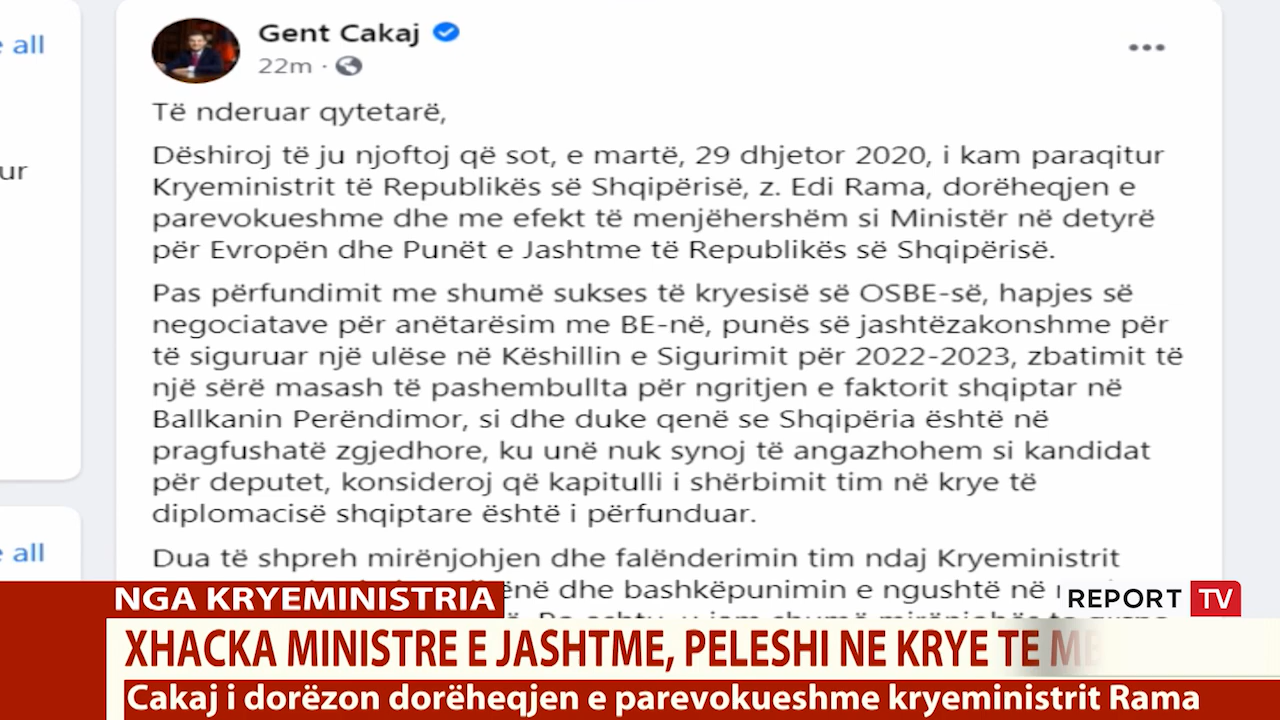 Gent Cakaj
22m ·
all
Të nderuar qytetarë,
Dëshiroj të ju njoftoj që sot, e martë, 29 dhjetor 2020, i kam paraqitur
Kryeministrit të Republikës së Shqipërisë, z. Edi Rama, dorëheqjen e
parevokueshme dhe me efekt të menjëhershëm si Ministër në detyrë
për Evropën dhe Punët e Jashtme të Republikës së Shqipërisë.
Pas përfundimit me shumë sukses të kryesisë së OSBE-së, hapjes së
negociatave për anëtarësim me BE-në, punës së jashtëzakonshme për
të siguruar një ulëse në Këshillin e Sigurimit për 2022-2023, zbatimit të
një sërë masash të pashembullta për ngritjen e faktorit shqiptar në
Ballkanin Perëndimor, si dhe duke qenë se Shqipëria është në
pragfushatë zgjedhore, ku unë nuk synoj të angazhohem si kandidat
për deputet, konsideroj që kapitulli i shërbimit tim në krye të
diplomacisë shqiptare është i përfunduar.
all
Dua të shpreh mirënjohjen dhe falënderimin tim ndaj Kryeministrit
dhe bashkëpunimin e ngushtë në
NGA KRYEMINISTRIA
REPORT TV
XHACKA MINISTRE E JASHTME, PELESHI NE KRYE TE
Cakaj i dorëzon dorëheqjen e parevokueshme kryeministrit Rama